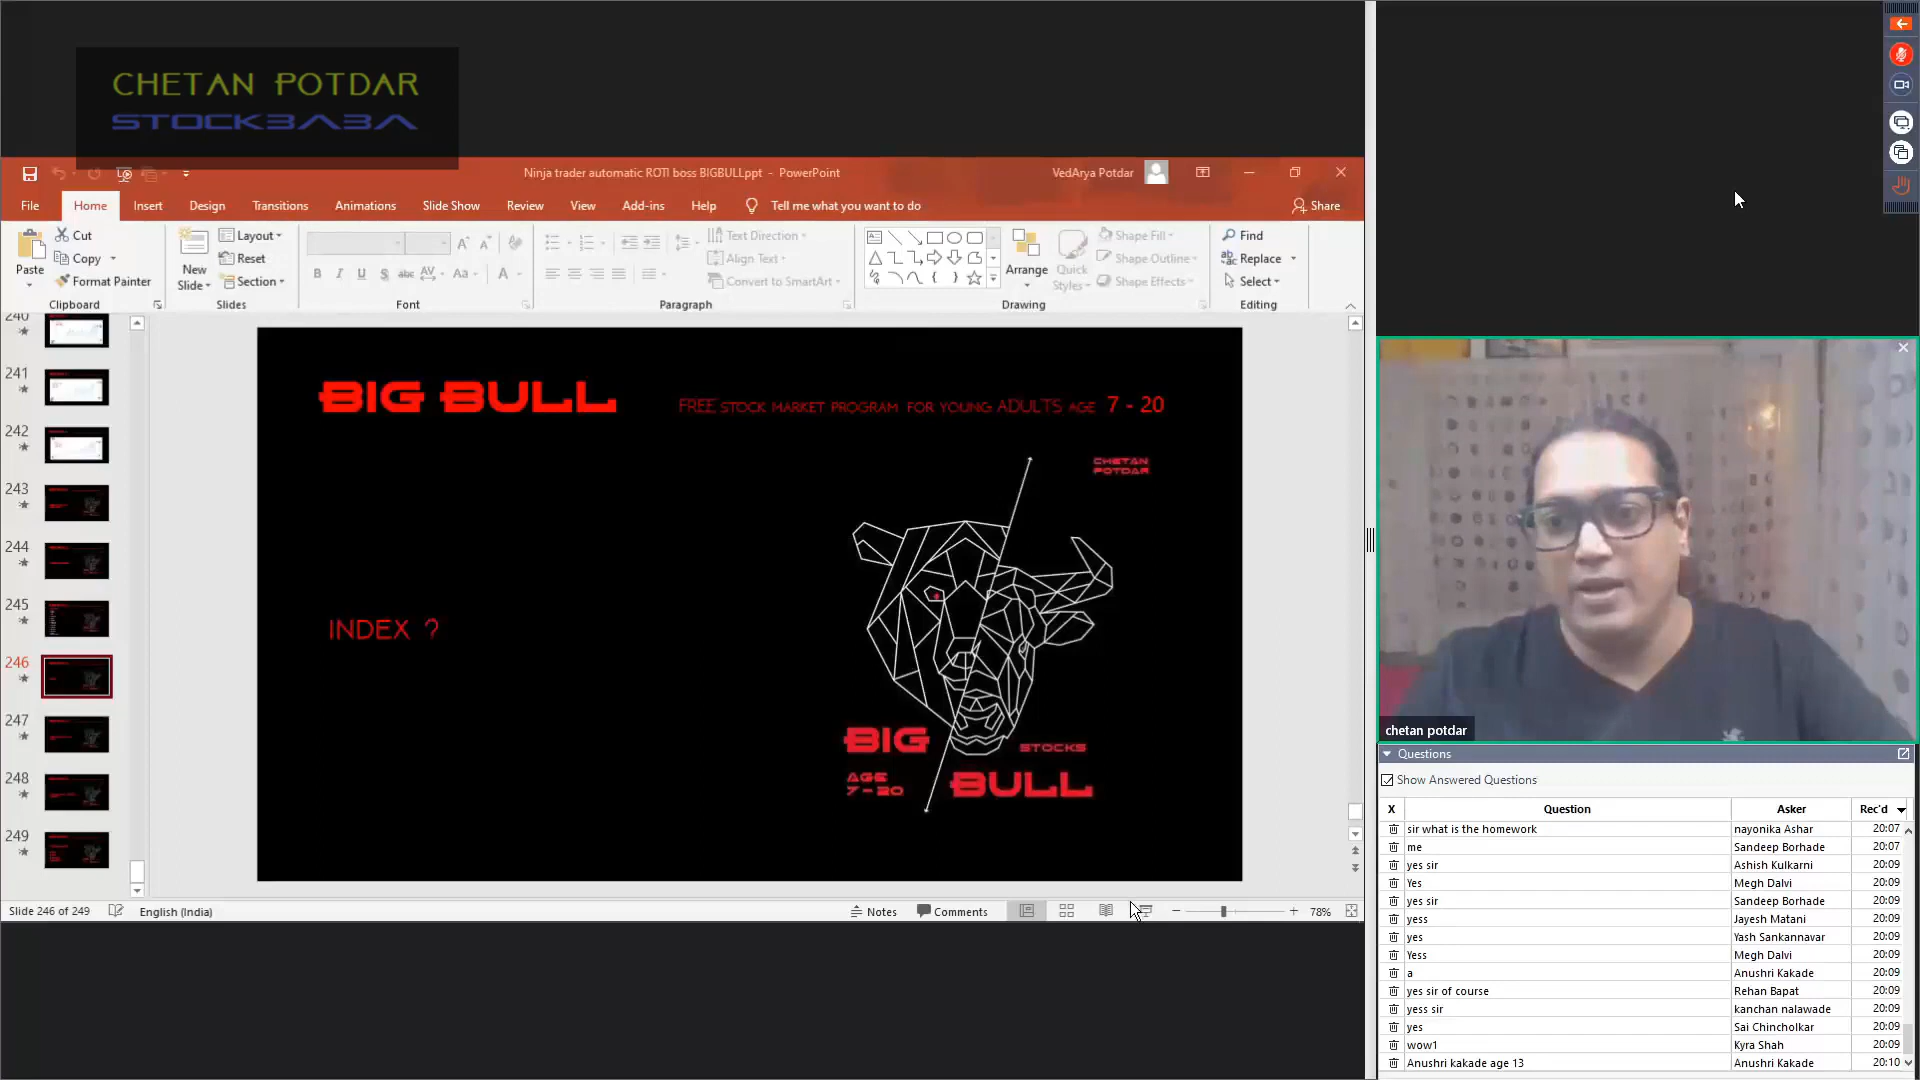 CHETAN POTDAR
STOCKBABA
Ninja trader automatic ROTI boss BIGBULLppt - PowerPoint
VedArya Potdar
File Home Insert Design Transitions Animations Slide Show Review View Add-ins Help Tell me what you want to do Share
Paste
Cut
Copy
Format Painter
Clipboard
New Slide
Layout
Reset
Section
Slides
B I U S abc AV Aa A
Font
Text Direction
Align Text
Convert to SmartArt
Paragraph
Arrange
Quick Styles
Shape Fill
Shape Outline
Shape Effects
Drawing
Find
Replace
Select
Editing
240
241
242
243
244
245
246
247
248
249
BIG BULL
FREE STOCK MARKET PROGRAM FOR YOUNG ADULTS AGE 7 - 20
CHETAN
POTDAR
INDEX ?
BIG STOCKS
AGE
7 - 20
BULL
Slide 246 of 249 English (India) Notes Comments 78%
chetan potdar
Questions
Show Answered Questions
X Question Asker Rec'd
sir what is the homework nayonika Ashar 20:07
me Sandeep Borhade 20:07
yes sir Ashish Kulkarni 20:09
Yes Megh Dalvi 20:09
yes sir Sandeep Borhade 20:09
yess Jayesh Matani 20:09
yes Yash Sankannavar 20:09
Yess Megh Dalvi 20:09
a Anushri Kakade 20:09
yes sir of course Rehan Bapat 20:09
yess sir kanchan nalawade 20:09
yes Sai Chincholkar 20:09
wow1 Kyra Shah 20:09
Anushri kakade age 13 Anushri Kakade 20:10